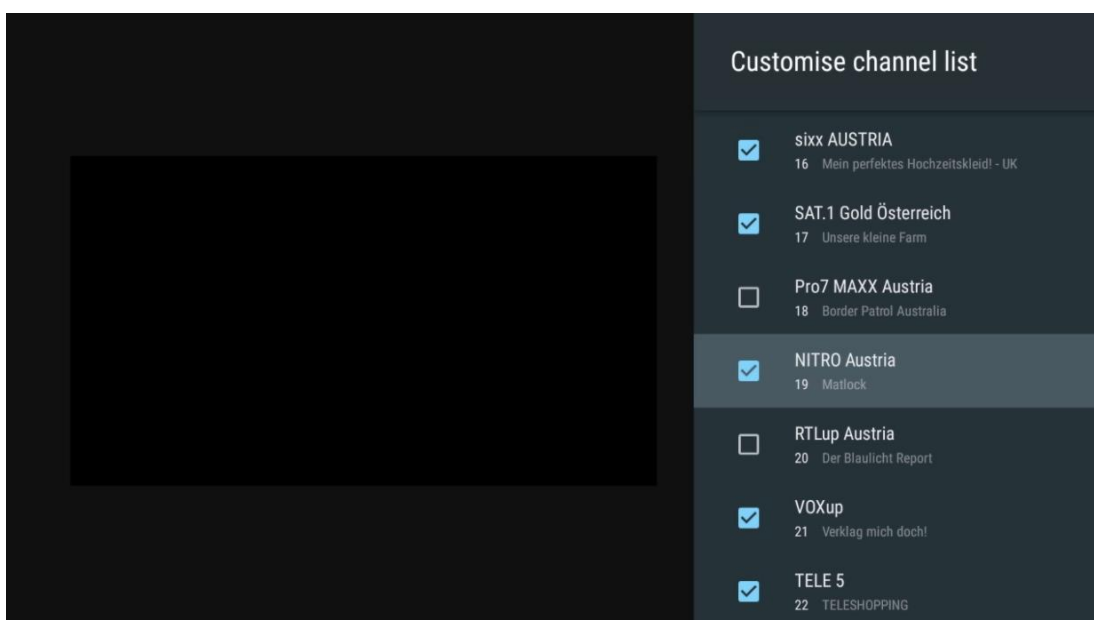 Customise channel list
sixx AUSTRIA
16 Mein perfektes Hochzeitskleid! - UK
SAT.1 Gold Österreich
17 Unsere kleine Farm
Pro7 MAXX Austria
18 Border Patrol Australia
NITRO Austria
19 Matlock
RTLup Austria
20 Der Blaulicht Report
VOXup
21 Verklag mich doch!
TELE 5
22 TELESHOPPING